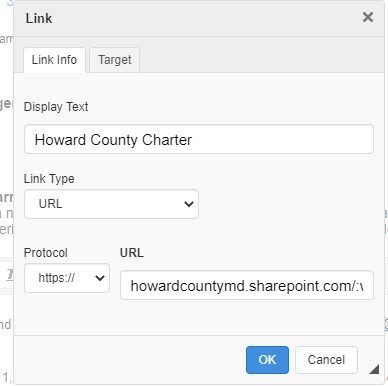 Link ×
Link Info Target
Display Text
Howard County Charter
Link Type
URL
Protocol URL
https:// howardcountymd.sharepoint.com/:v
OK Cancel